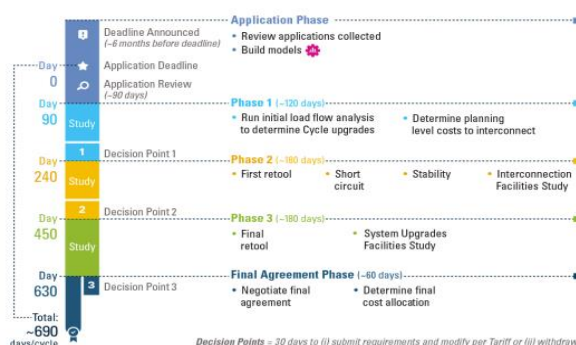 Application Phase
Deadline Announced
(~6 months before deadline)
• Review applications collected
• Build models
Day
0
Application Deadline
Application Review
(~90 days)
Day
90
Phase 1 (~120 days)
Study
• Run initial load flow analysis
to determine Cycle upgrades
• Determine planning
level costs to interconnect
1
Decision Point 1
Day
240
Phase 2 (~180 days)
Study
• First retool
• Short
circuit
• Stability
• Interconnection
Facilities Study
2
Decision Point 2
Day
450
Phase 3 (~180 days)
Study
• Final
retool
• System Upgrades
Facilities Study
Day
630
Final Agreement Phase (~60 days)
3
Decision Point 3
• Negotiate final
agreement
• Determine final
cost allocation
Total:
~690
days/cycle
Decision Points = 30 days to (i) submit requirements and modify per Tariff or (ii) withdraw